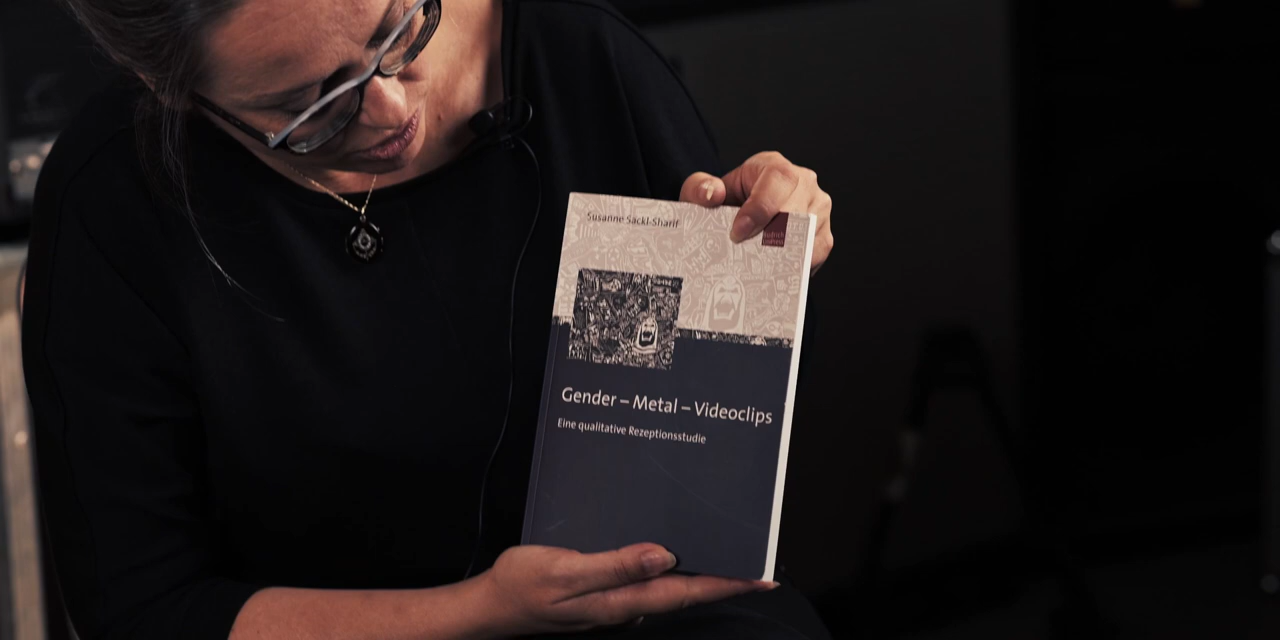 Susanne Sackl-Sharif
Gender – Metal – Videoclips
Eine qualitative Rezeptionsstudie